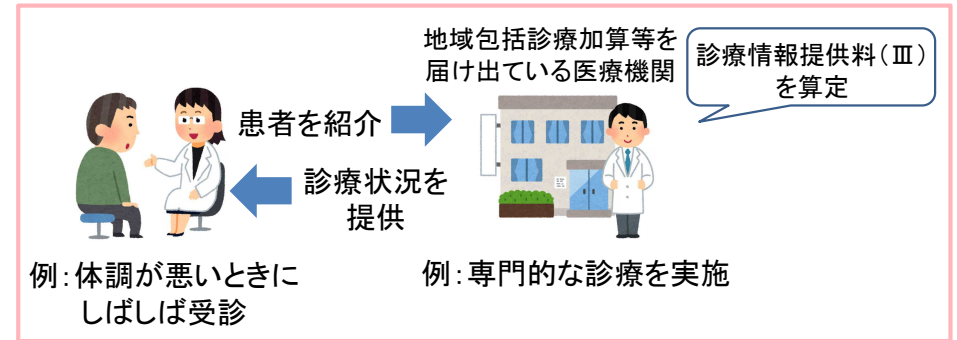 地域包括診療加算等を
届け出ている医療機関
診療情報提供料(Ⅲ)
を算定
患者を紹介
診療状況を
提供
例:体調が悪いときに
しばしば受診
例:専門的な診療を実施